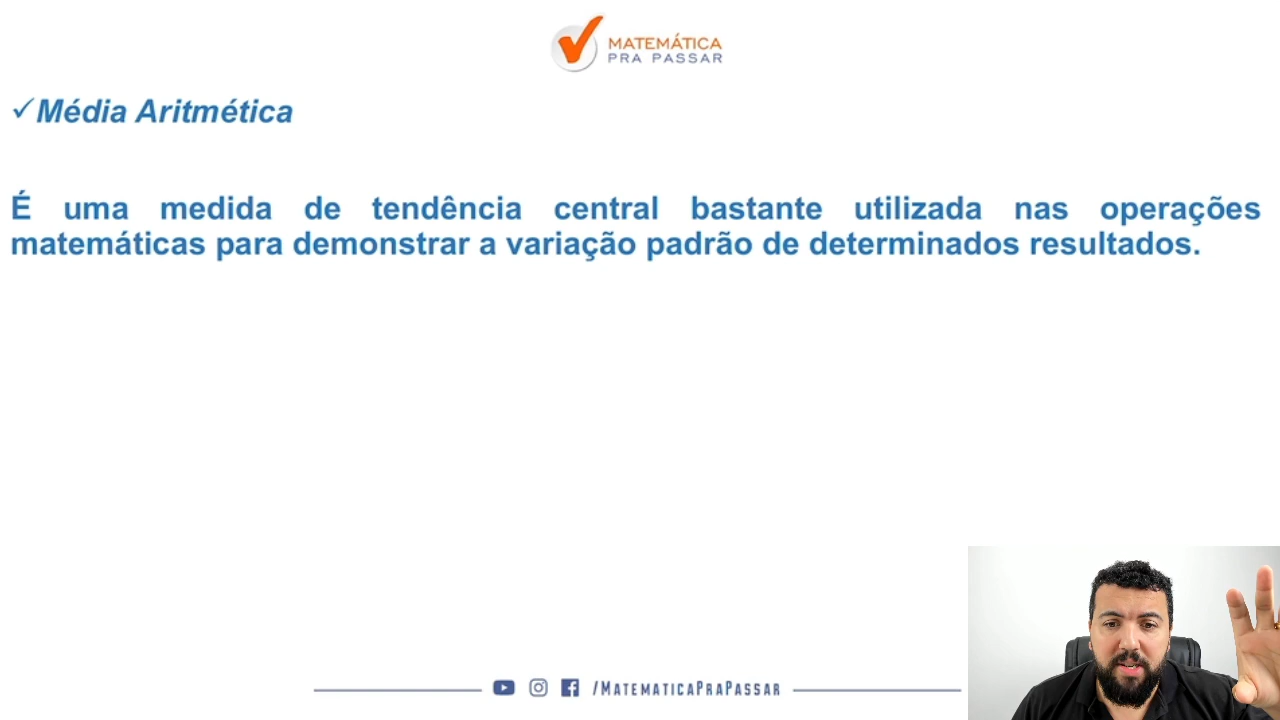 MATEMÁTICA
PRA PASSAR
✓Média Aritmética
É uma medida de tendência central bastante utilizada nas operações
matemáticas para demonstrar a variação padrão de determinados resultados.
/MATEMATICAPRAPASSAR